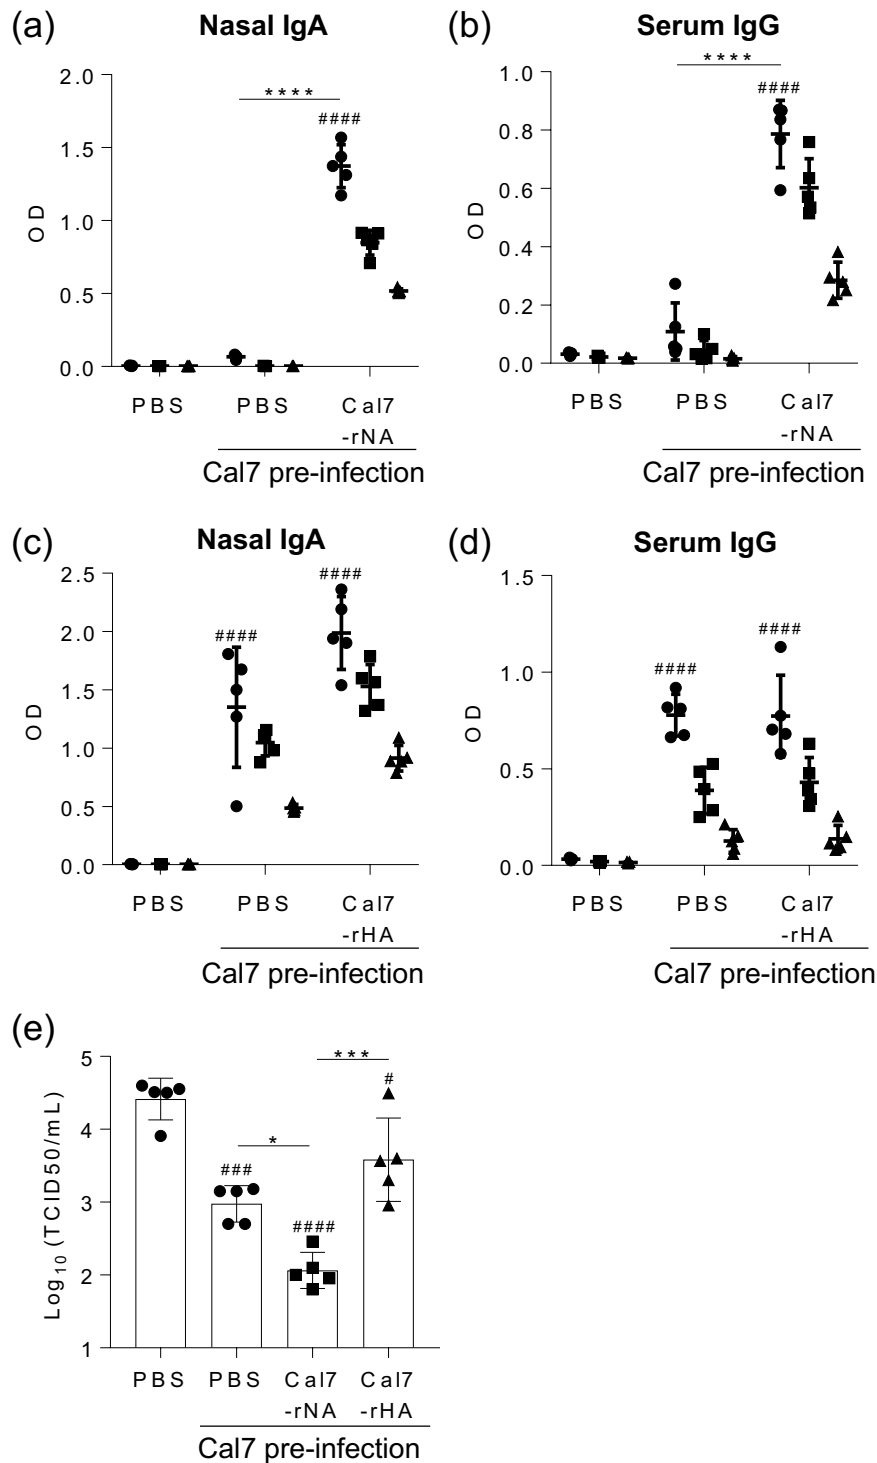 (a) Nasal IgA
****
####
2.0
1.5
1.0
0.5
0.0
OD
PBS PBS Cal7
-rNA
Cal7 pre-infection
(b) Serum IgG
****
####
1.0
0.8
0.6
0.4
0.2
0.0
OD
PBS PBS Cal7
-rNA
Cal7 pre-infection
(c) Nasal IgA
####
####
2.5
2.0
1.5
1.0
0.5
0.0
OD
PBS PBS Cal7
-rHA
Cal7 pre-infection
(d) Serum IgG
####
####
1.5
1.0
0.5
0.0
OD
PBS PBS Cal7
-rHA
Cal7 pre-infection
(e)
***
#
*
###
####
5
4
3
2
1
Log10 (TCID50/mL)
PBS PBS Cal7 Cal7
-rNA -rHA
Cal7 pre-infection